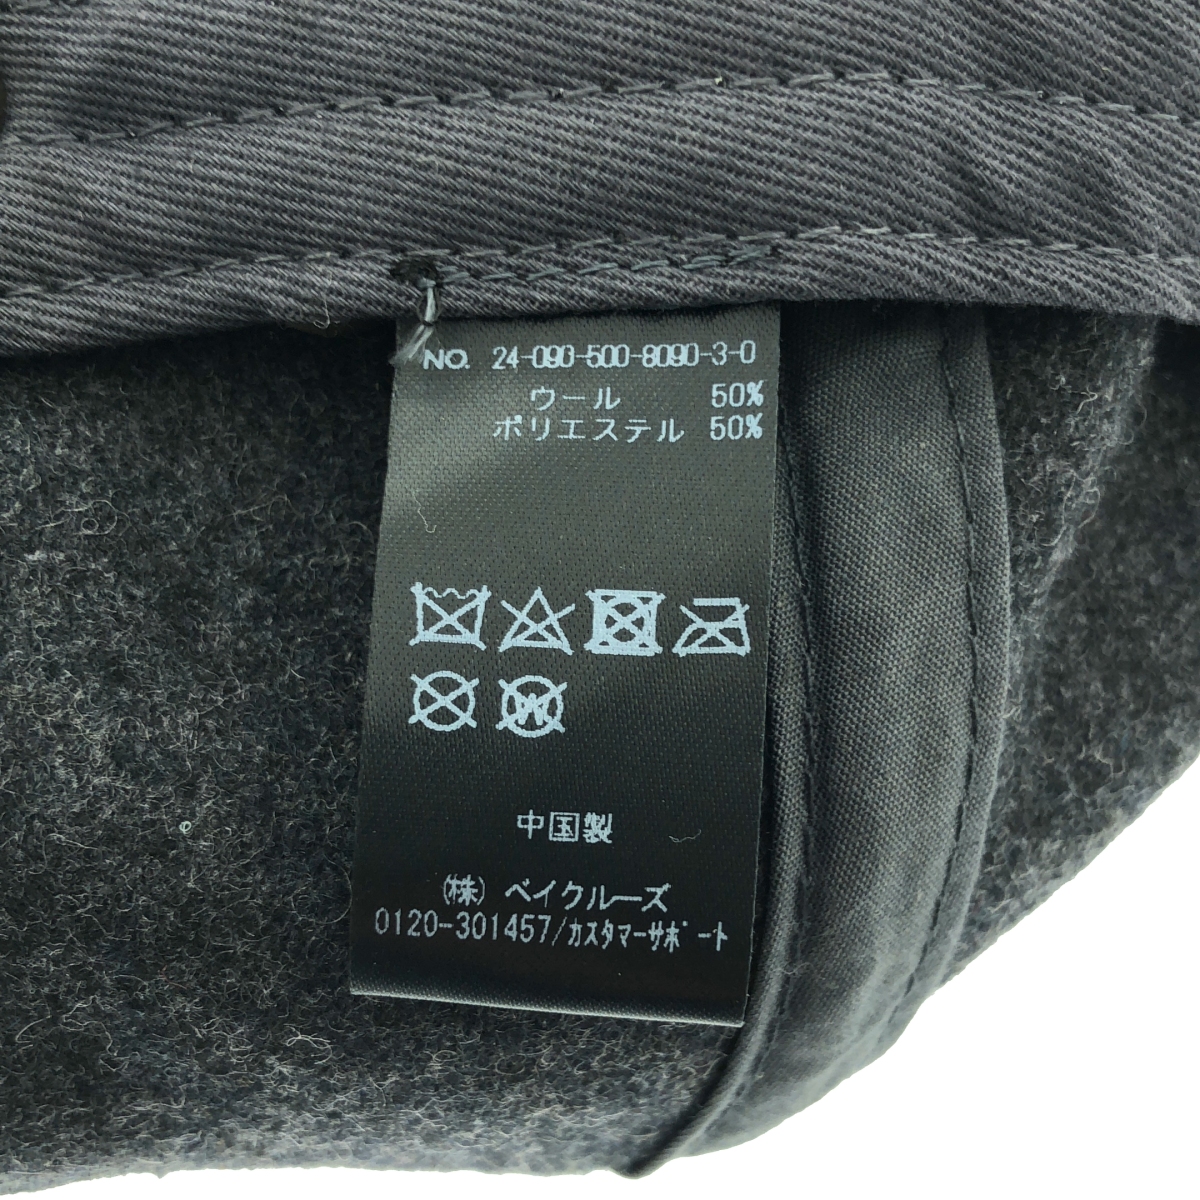 NO. 24-090-500-8090-3-0
ウール 50%
ポリエステル 50%
W
中国製
(株) ベイクルーズ
0120-301457/カスタマーサポート